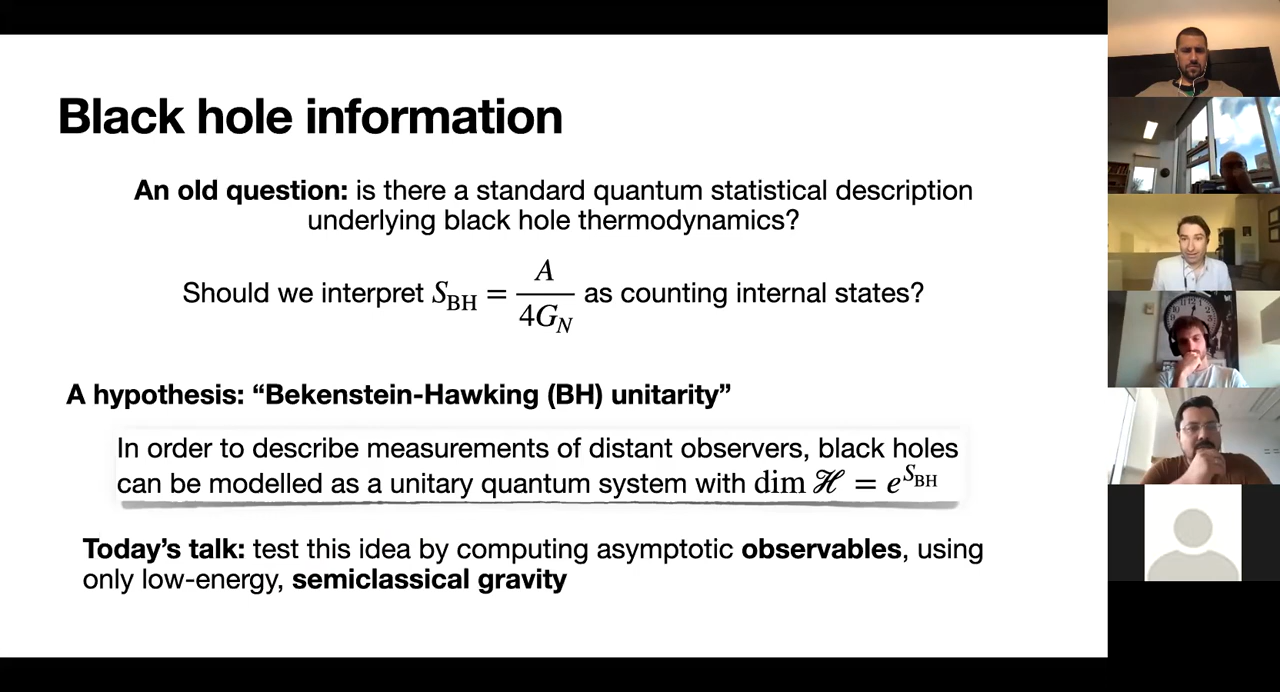 Black hole information
An old question: is there a standard quantum statistical description
underlying black hole thermodynamics?
Should we interpret S_BH = A/4G_N as counting internal states?
A hypothesis: “Bekenstein-Hawking (BH) unitarity”
In order to describe measurements of distant observers, black holes
can be modelled as a unitary quantum system with dim ℋ = e^{S_BH}
Today’s talk: test this idea by computing asymptotic observables, using
only low-energy, semiclassical gravity